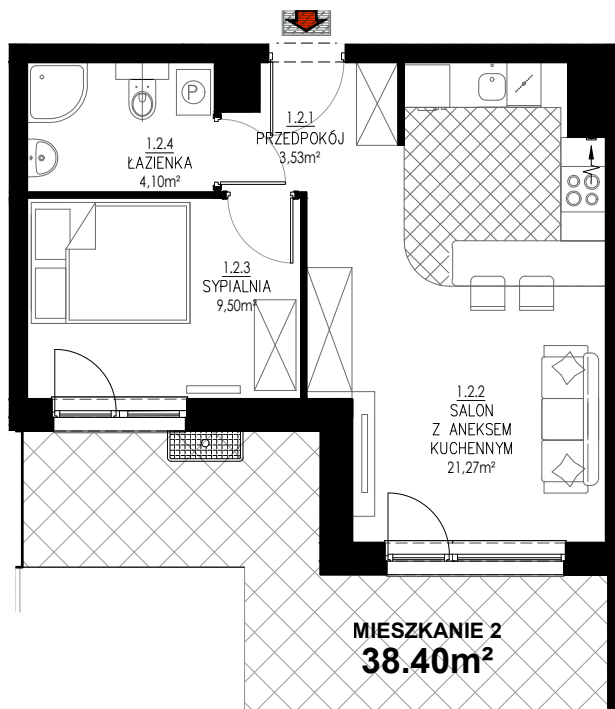 1.2.1
PRZEDPOKÓJ
3,53m²
1.2.4
ŁAZIENKA
4,10m²
P
1.2.3
SYPIALNIA
9,50m²
1.2.2
SALON
Z ANEKSEM
KUCHENNYM
21,27m²
MIESZKANIE 2
38.40m²